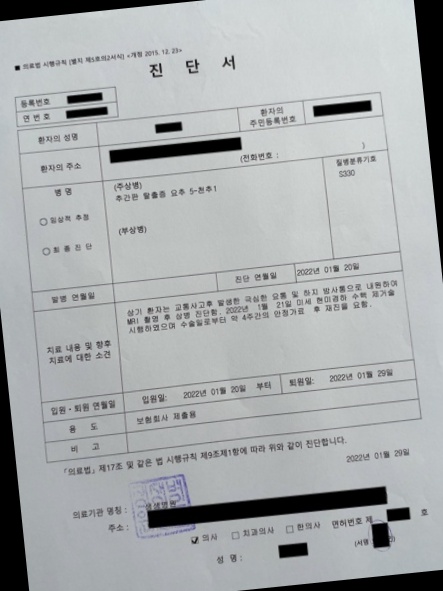 ■ 의료법 시행규칙 [별지 제5호의2서식] <개정 2015. 12. 23>
진 단 서
등록번호
연 번 호
환자의 성명
환자의 주민등록번호
환자의 주소
(전화번호 : )
병 명
○ 임상적 추정
○ 최 종 진 단
(주상병)
추간판 탈출증 요추 5-천추1
(부상병)
질병분류기호
S330
발병 연월일
진단 연월일
2022년 01월 20일
치료 내용 및 향후 치료에 대한 소견
상기 환자는 교통사고후 발생한 극심한 요통 및 하지 방사통으로 내원하여
MRI 촬영 후 상병 진단함. 2022년 1월 21일 미세 현미경하 수핵 제거술
시행하였으며 수술일로부터 약 4주간의 안정가료 후 재진을 요함.
입원・퇴원 연월일
입원일: 2022년 01월 20일 부터
퇴원일: 2022년 01월 29일
용 도
보험회사 제출용
비 고
「의료법」 제17조 및 같은 법 시행규칙 제9조제1항에 따라 위와 같이 진단합니다.
2022년 01월 29일
의료기관 명칭 :
주소 :
☑ 의사 □ 치과의사 □ 한의사 면허번호 제 호
성 명 :